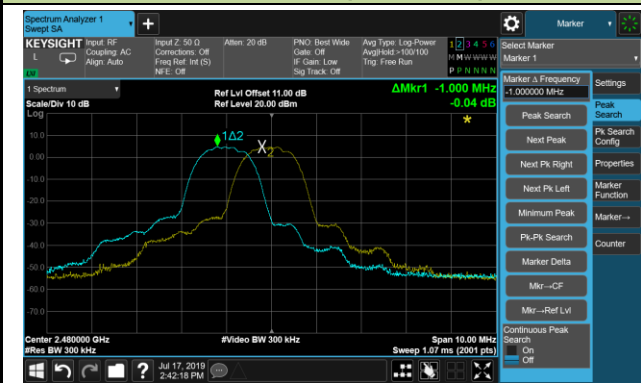 Spectrum Analyzer 1
Swept SA
+
Marker
KEYSIGHT
L
LV
Input: RF
Coupling: AC
Align: Auto
Input Z: 50 Ω
Corrections: Off
Freq Ref: Int (S)
NFE: Off
Atten: 20 dB
PNO: Best Wide
Gate: Off
IF Gain: Low
Sig Track: Off
Avg Type: Log-Power
Avg|Hold:>100/100
Trig: Free Run
1 2 3 4 5 6
M M W W W W
P P N N N N
Select Marker
Marker 1
1 Spectrum
Scale/Div 10 dB
Ref Lvl Offset 11.00 dB
Ref Level 20.00 dBm
ΔMkr1 -1.000 MHz
-0.04 dB
Log
10.0
0.00
-10.0
-20.0
-30.0
-40.0
-50.0
-60.0
-70.0
1Δ2
X2
*
Center 2.480000 GHz
#Res BW 300 kHz
#Video BW 300 kHz
Span 10.00 MHz
Sweep 1.07 ms (2001 pts)
Marker Δ Frequency
-1.000000 MHz
Peak Search
Next Peak
Next Pk Right
Next Pk Left
Minimum Peak
Pk-Pk Search
Marker Delta
Mkr→CF
Mkr→Ref Lvl
Continuous Peak
Search
On
Off
Settings
Peak
Search
Pk Search
Config
Properties
Marker
Function
Marker→
Counter
?
Jul 17, 2019
2:42:18 PM